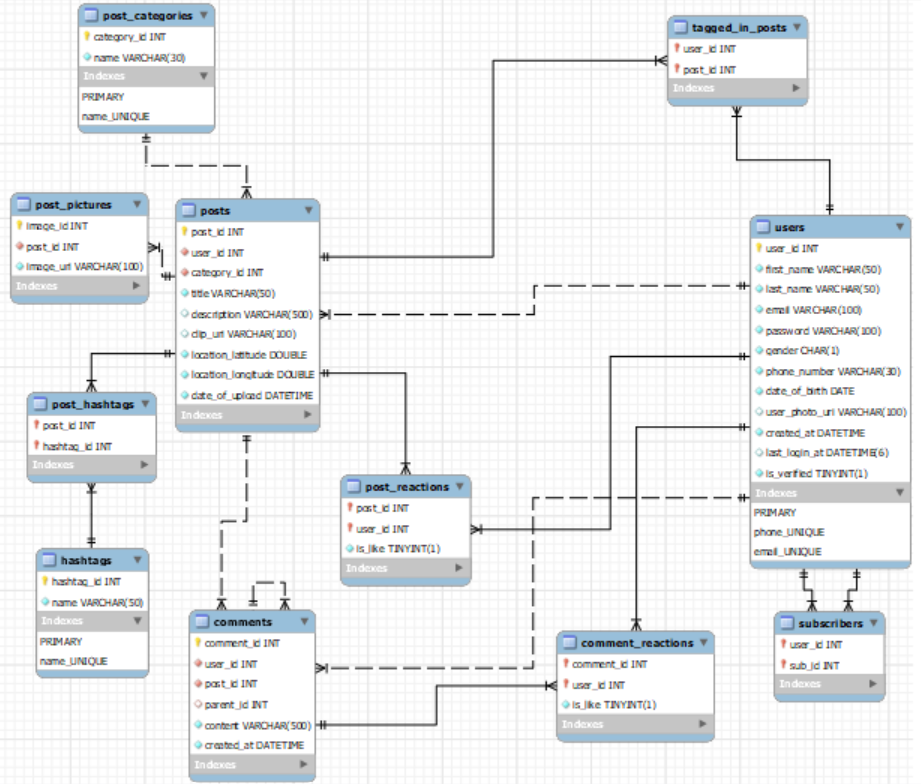 post_categories
category_id INT
name VARCHAR(30)
Indexes
PRIMARY
name_UNIQUE
tagged_in_posts
user_id INT
post_id INT
Indexes
post_pictures
image_id INT
post_id INT
image_url VARCHAR(100)
Indexes
posts
post_id INT
user_id INT
category_id INT
title VARCHAR(50)
description VARCHAR(500)
clip_url VARCHAR(100)
location_latitude DOUBLE
location_longitude DOUBLE
date_of_upload DATETIME
Indexes
users
user_id INT
first_name VARCHAR(50)
last_name VARCHAR(50)
email VARCHAR(100)
password VARCHAR(100)
gender CHAR(1)
phone_number VARCHAR(30)
date_of_birth DATE
user_photo_url VARCHAR(100)
created_at DATETIME
last_login_at DATETIME(6)
is_verified TINYINT(1)
Indexes
PRIMARY
phone_UNIQUE
email_UNIQUE
post_hashtags
post_id INT
hashtag_id INT
Indexes
post_reactions
post_id INT
user_id INT
is_like TINYINT(1)
Indexes
hashtags
hashtag_id INT
name VARCHAR(50)
Indexes
PRIMARY
name_UNIQUE
comments
comment_id INT
user_id INT
post_id INT
parent_id INT
content VARCHAR(500)
created_at DATETIME
Indexes
comment_reactions
comment_id INT
user_id INT
is_like TINYINT(1)
Indexes
subscribers
user_id INT
sub_id INT
Indexes